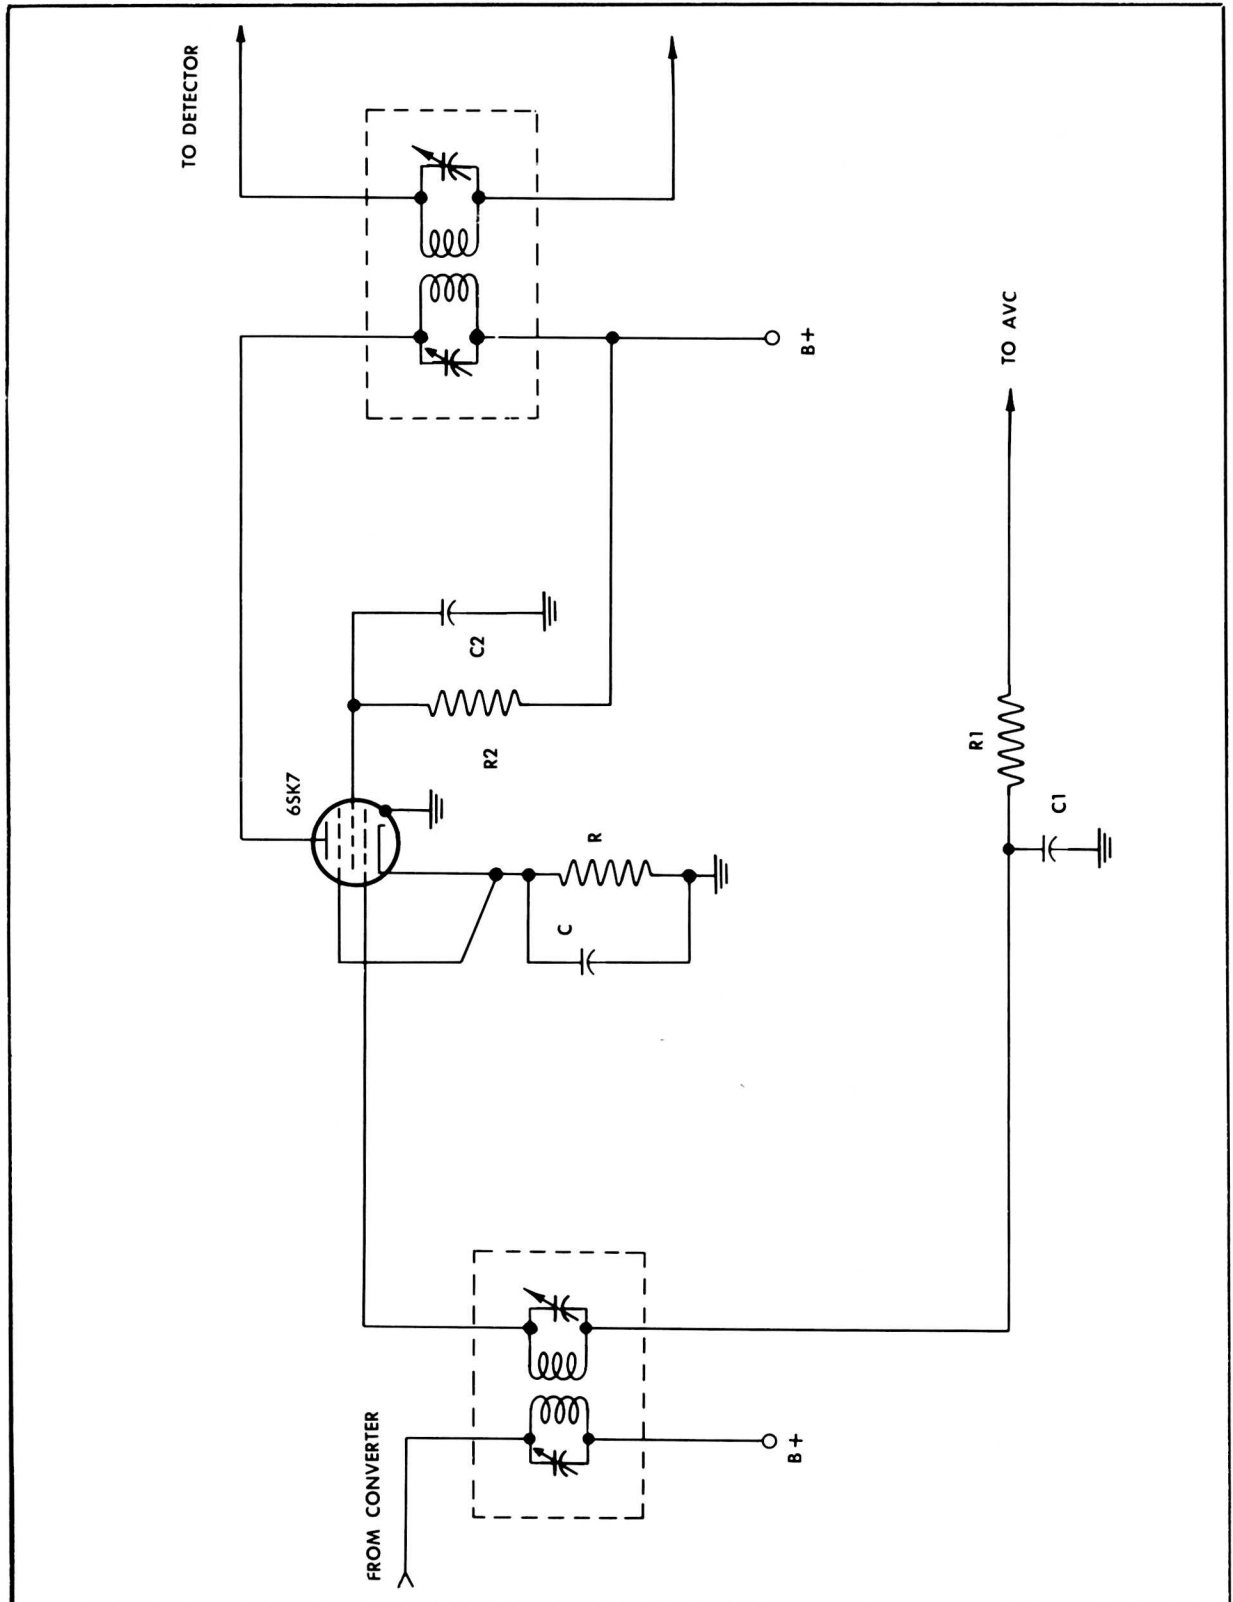 FROM CONVERTER
B+
6SK7
C
R
R2
C2
C1
R1
TO AVC
B+
TO DETECTOR